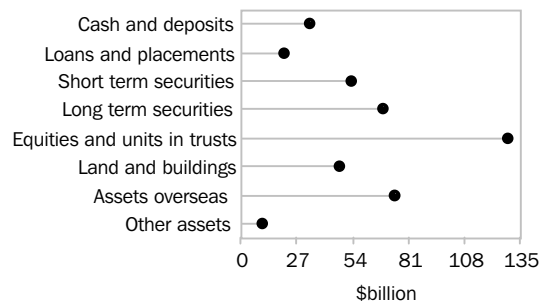 Cash and deposits
Loans and placements
Short term securities
Long term securities
Equities and units in trusts
Land and buildings
Assets overseas
Other assets
0 27 54 81 108 135
$billion